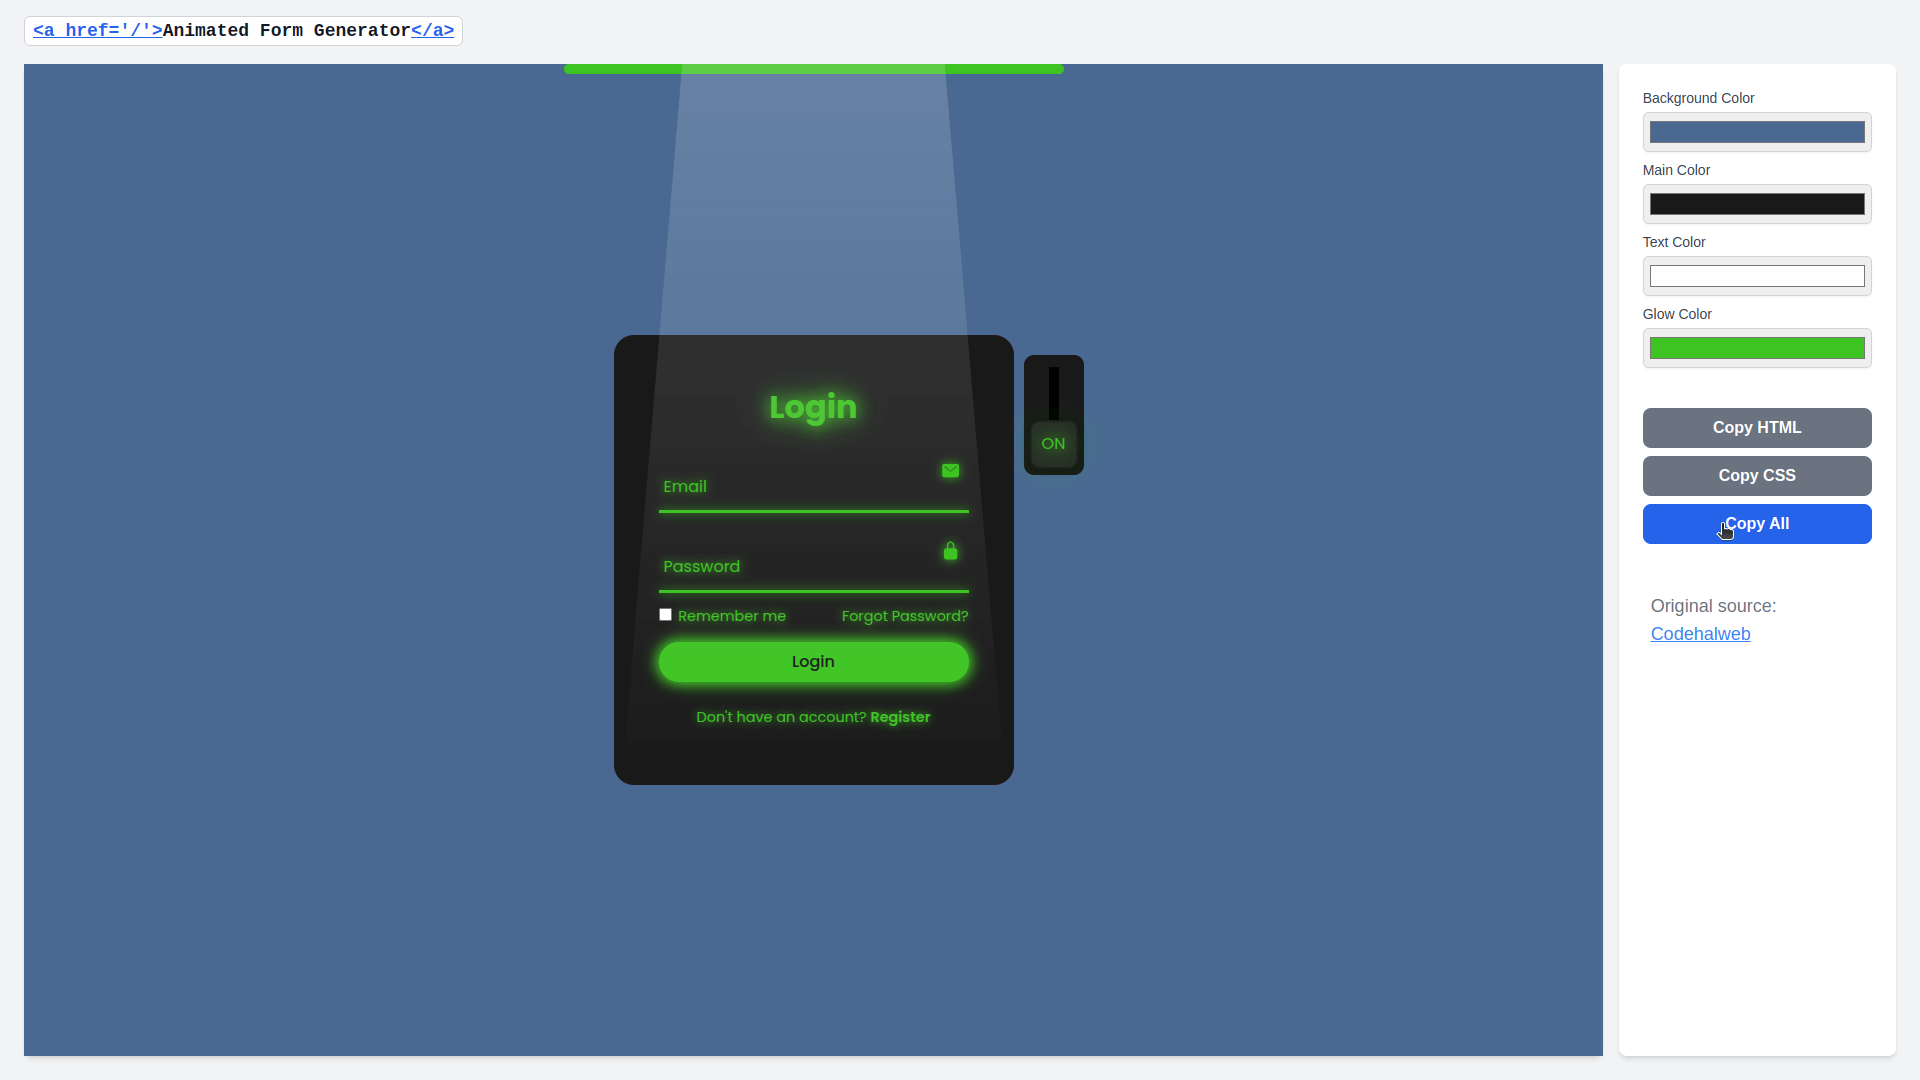 <a href='/'>Animated Form Generator</a>
Login
Email
Password
Remember me Forgot Password?
Login
Don't have an account? Register
ON
Background Color
Main Color
Text Color
Glow Color
Copy HTML
Copy CSS
Copy All
Original source:
Codehalweb